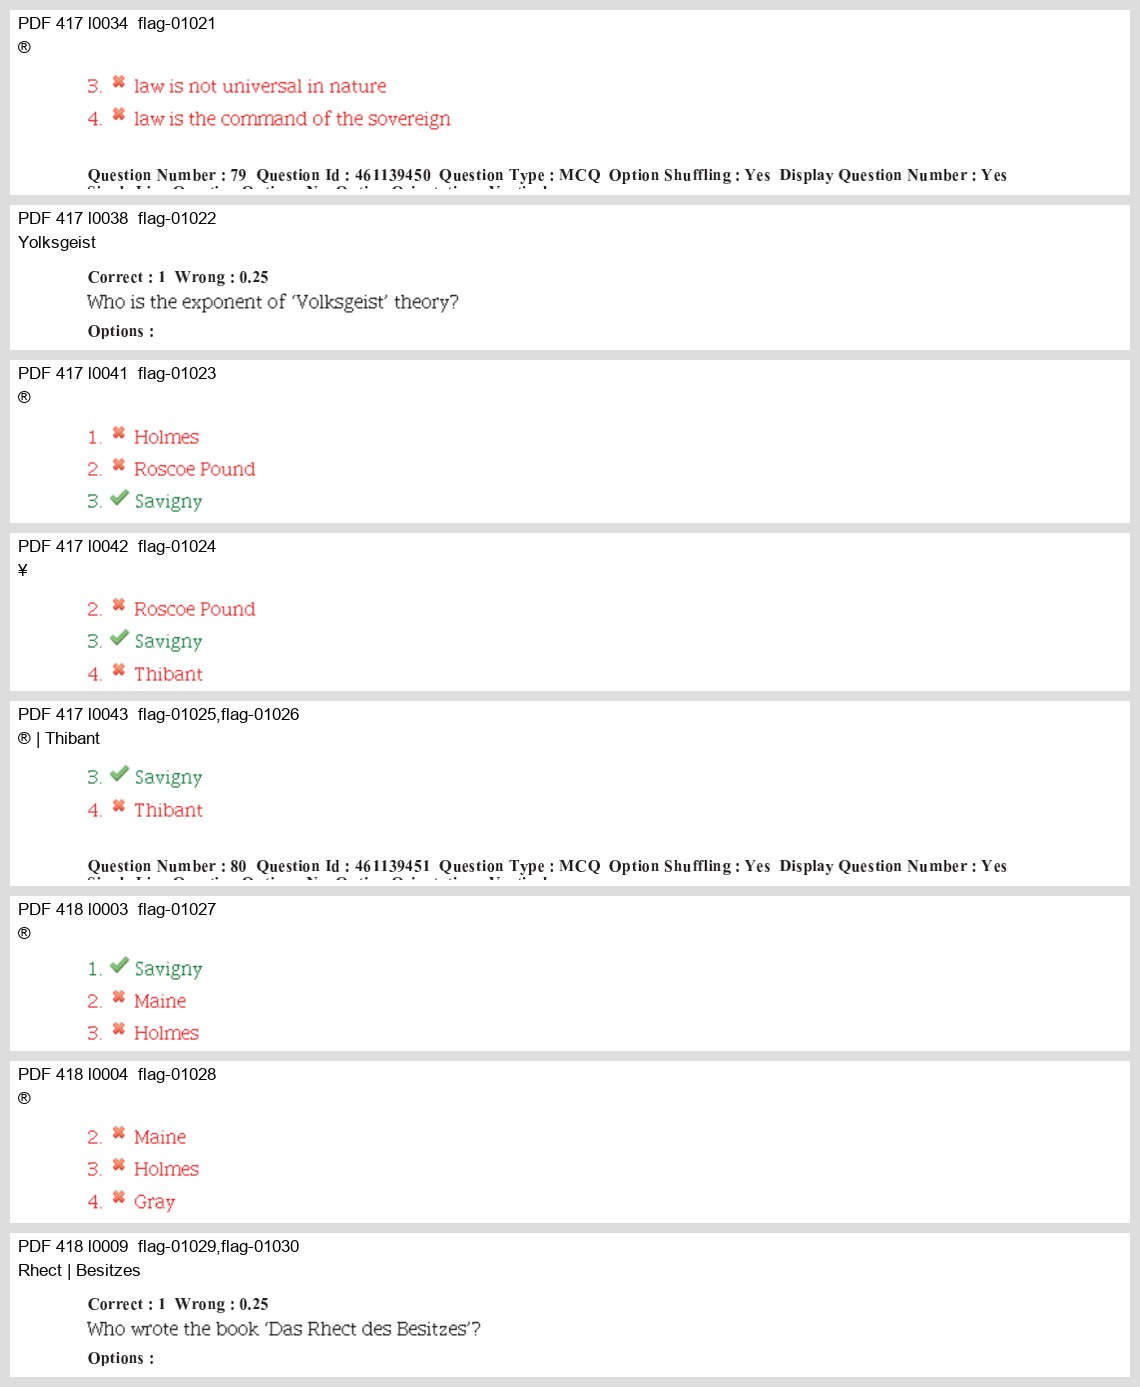 PDF 417 l0034  flag-01021
®
3. ✖ law is not universal in nature
4. ✖ law is the command of the sovereign
Question Number : 79  Question Id : 461139450  Question Type : MCQ  Option Shuffling : Yes  Display Question Number : Yes
PDF 417 l0038  flag-01022
Yolksgeist
Correct : 1  Wrong : 0.25
Who is the exponent of ‘Volksgeist’ theory?
Options :
PDF 417 l0041  flag-01023
®
1. ✖ Holmes
2. ✖ Roscoe Pound
3. ✔ Savigny
PDF 417 l0042  flag-01024
¥
2. ✖ Roscoe Pound
3. ✔ Savigny
4. ✖ Thibant
PDF 417 l0043  flag-01025,flag-01026
® | Thibant
3. ✔ Savigny
4. ✖ Thibant
Question Number : 80  Question Id : 461139451  Question Type : MCQ  Option Shuffling : Yes  Display Question Number : Yes
PDF 418 l0003  flag-01027
®
1. ✔ Savigny
2. ✖ Maine
3. ✖ Holmes
PDF 418 l0004  flag-01028
®
2. ✖ Maine
3. ✖ Holmes
4. ✖ Gray
PDF 418 l0009  flag-01029,flag-01030
Rhect | Besitzes
Correct : 1  Wrong : 0.25
Who wrote the book ‘Das Rhect des Besitzes’?
Options :